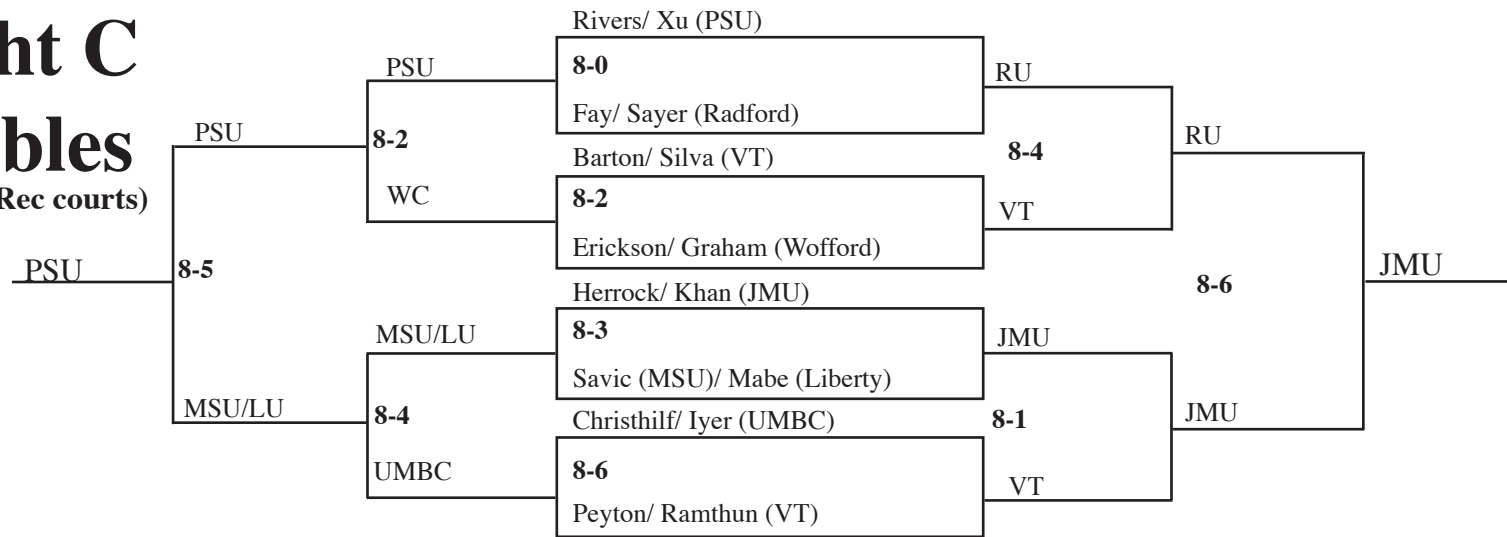 ht C
bles
Rec courts)
PSU
8-5
PSU
MSU/LU
PSU
8-2
WC
MSU/LU
8-4
UMBC
Rivers/ Xu (PSU)
8-0
Fay/ Sayer (Radford)
Barton/ Silva (VT)
8-2
Erickson/ Graham (Wofford)
Herrock/ Khan (JMU)
8-3
Savic (MSU)/ Mabe (Liberty)
Christhilf/ Iyer (UMBC)
8-6
Peyton/ Ramthun (VT)
RU
8-4
VT
JMU
8-1
VT
RU
8-6
JMU
JMU